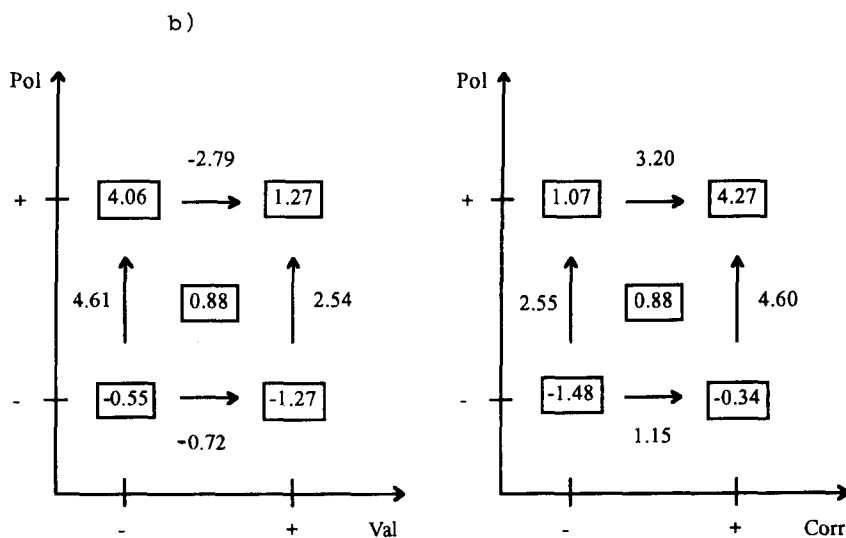 b)
Pol
-2.79
+ 4.06 1.27
4.61 0.88 2.54
- -0.55 -1.27
-0.72
- + Val
Pol
3.20
+ 1.07 4.27
2.55 0.88 4.60
- -1.48 -0.34
1.15
- + Corr